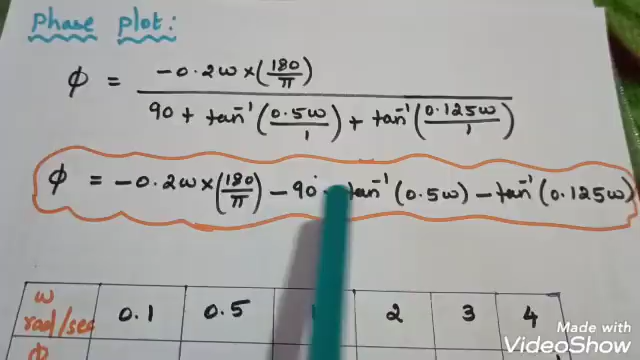 Phase plot:
ϕ = -0.2ω×(180/π)
90 + tan⁻¹(0.5ω/1) + tan⁻¹(0.125ω/1)
ϕ = -0.2ω×(180/π) - 90° - tan⁻¹(0.5ω) - tan⁻¹(0.125ω)
ω rad/sec 0.1 0.5 1 2 3 4
ϕ
Made with
VideoShow